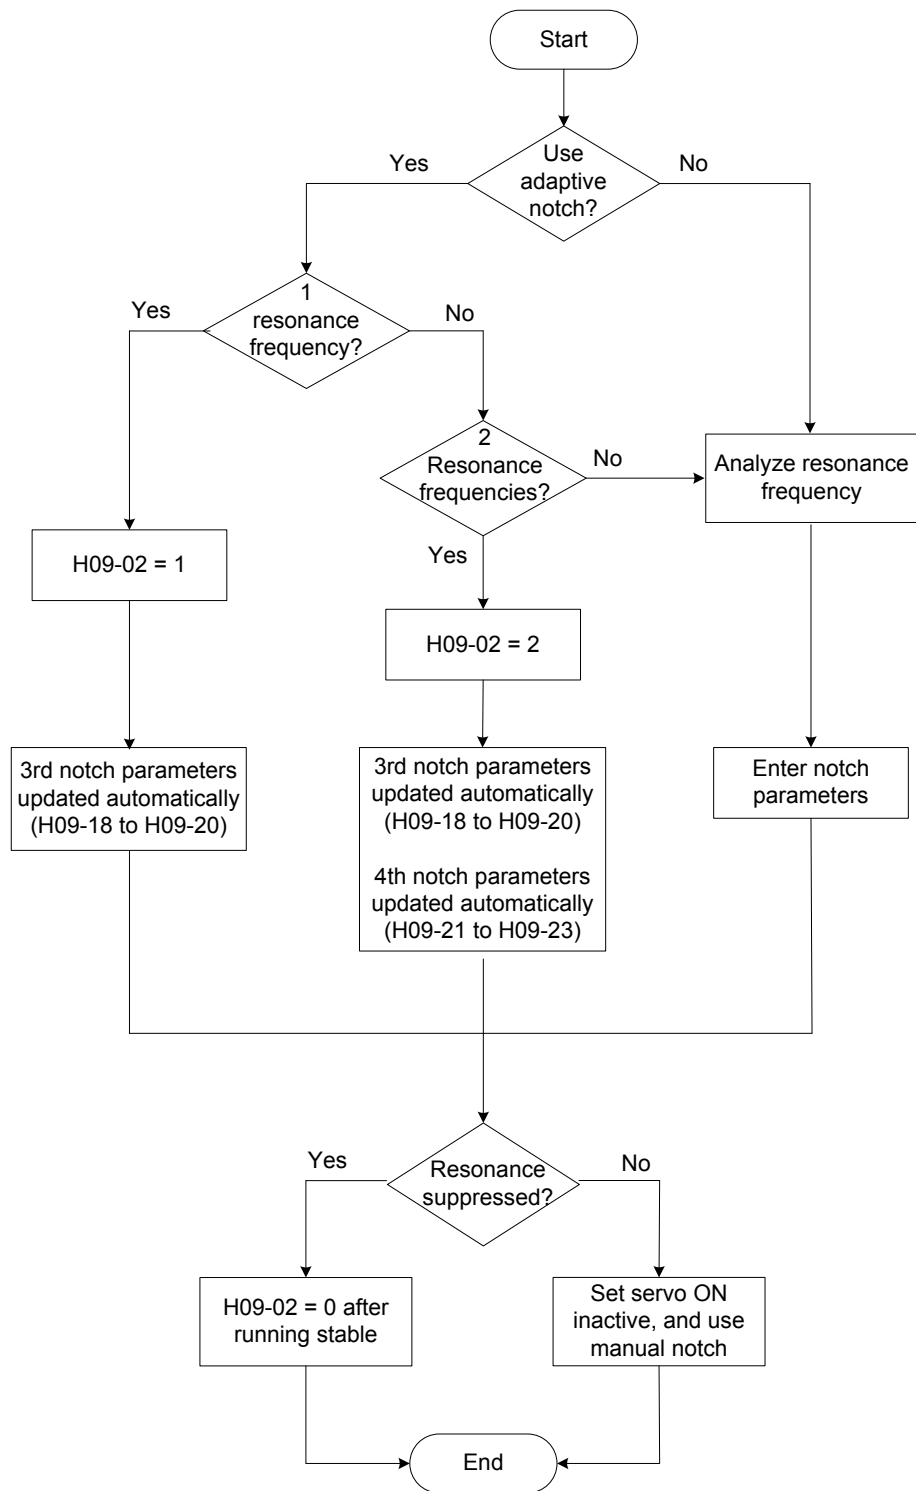 Start
Use
adaptive
notch?
Yes
No
1
resonance
frequency?
Yes
No
2
Resonance
frequencies?
No
Yes
Analyze resonance
frequency
H09-02 = 1
H09-02 = 2
3rd notch parameters
updated automatically
(H09-18 to H09-20)
3rd notch parameters
updated automatically
(H09-18 to H09-20)
4th notch parameters
updated automatically
(H09-21 to H09-23)
Enter notch
parameters
Resonance
suppressed?
Yes
No
H09-02 = 0 after
running stable
Set servo ON
inactive, and use
manual notch
End